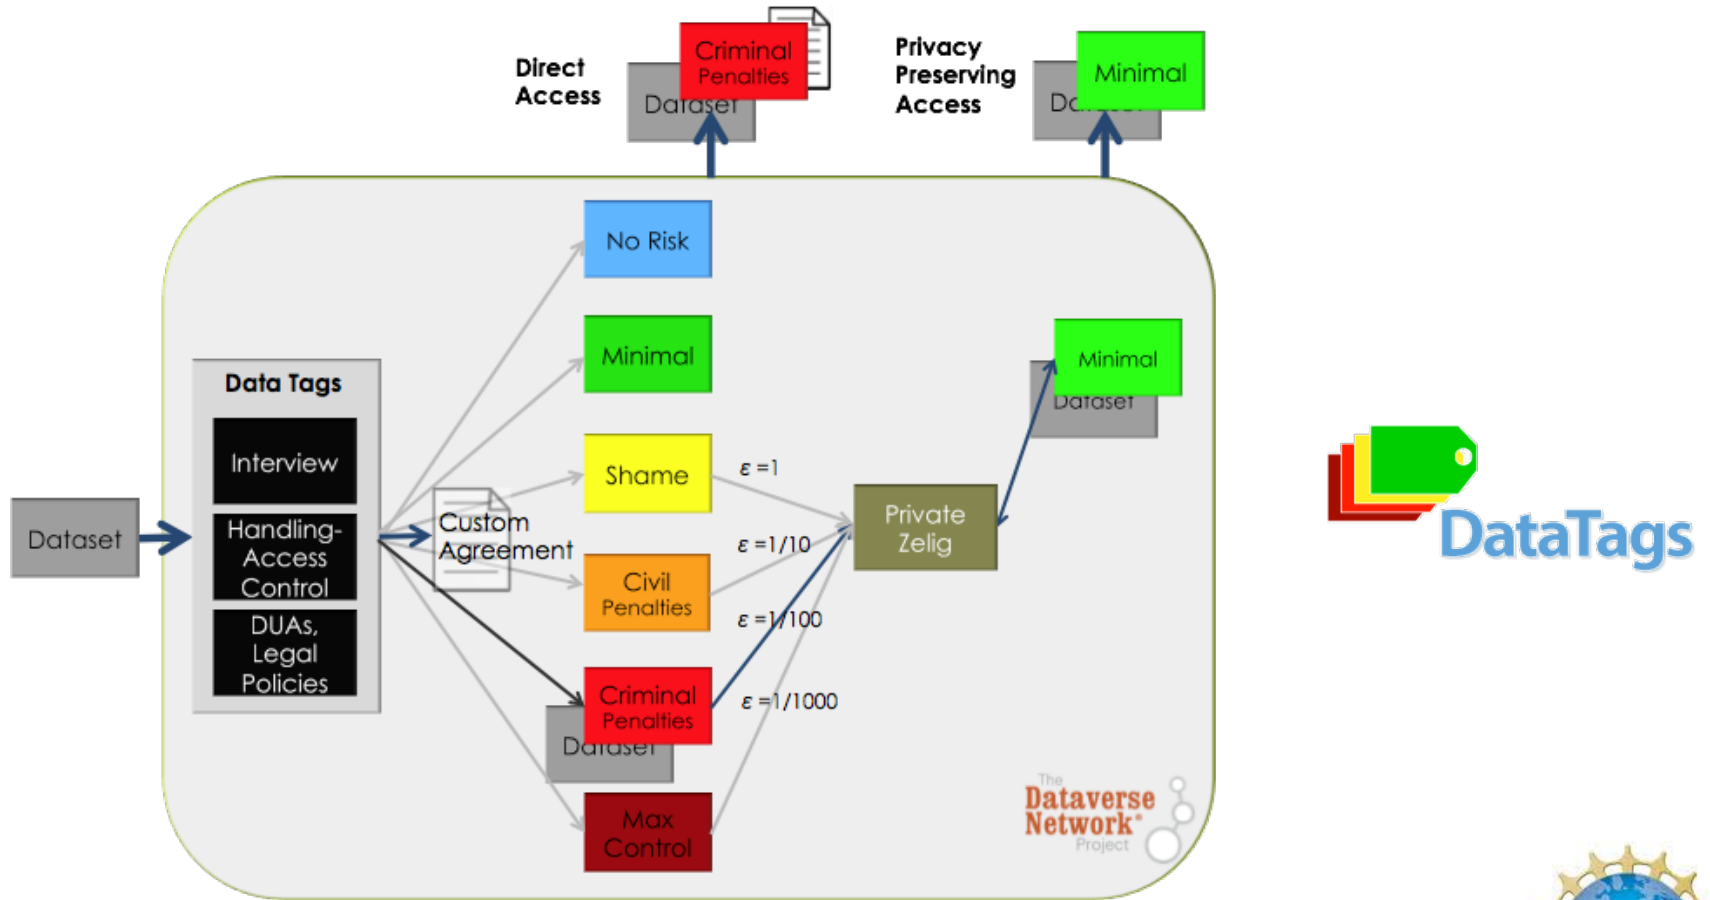 Direct
Access
Criminal
Penalties
Dataset
Privacy
Preserving
Access
Minimal
No Risk
Minimal
Shame
Civil
Penalties
Criminal
Penalties
Dataset
Max
Control
Data Tags
Interview
Handling-
Access
Control
DUAs,
Legal
Policies
Dataset
Custom
Agreement
ε =1
ε =1/10
ε =1/100
ε =1/1000
Private
Zelig
Minimal
Dataset
The
Dataverse
Network®
Project
DataTags